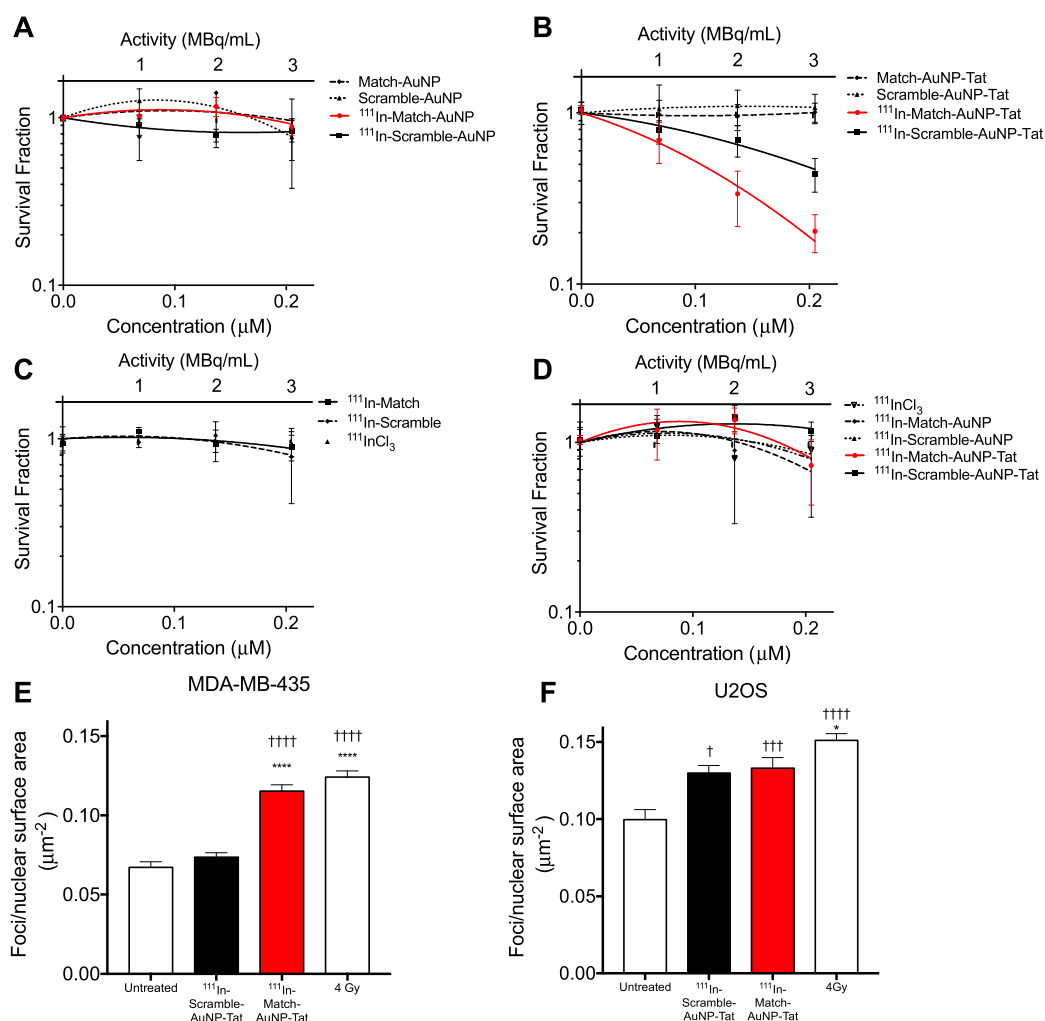 A
Activity (MBq/mL)
1 2 3
Match-AuNP
Scramble-AuNP
¹¹¹In-Match-AuNP
¹¹¹In-Scramble-AuNP
Survival Fraction
1
0.1
0.0 0.1 0.2
Concentration (μM)
B
Activity (MBq/mL)
1 2 3
Match-AuNP-Tat
Scramble-AuNP-Tat
¹¹¹In-Match-AuNP-Tat
¹¹¹In-Scramble-AuNP-Tat
Survival Fraction
1
0.1
0.0 0.1 0.2
Concentration (μM)
C
Activity (MBq/mL)
1 2 3
¹¹¹In-Match
¹¹¹In-Scramble
¹¹¹InCl₃
Survival Fraction
1
0.1
0.0 0.1 0.2
Concentration (μM)
D
Activity (MBq/mL)
1 2 3
¹¹¹InCl₃
¹¹¹In-Match-AuNP
¹¹¹In-Scramble-AuNP
¹¹¹In-Match-AuNP-Tat
¹¹¹In-Scramble-AuNP-Tat
Survival Fraction
1
0.1
0.0 0.1 0.2
Concentration (μM)
E
MDA-MB-435
Foci/nuclear surface area
(μm⁻²)
0.15
0.10
0.05
0.00
†††† ††††
**** ****
Untreated
¹¹¹In-
Scramble-
AuNP-Tat
¹¹¹In-
Match-
AuNP-Tat
4 Gy
F
U2OS
Foci/nuclear surface area
(μm⁻²)
0.15
0.10
0.05
0.00
† ††† ††††
*
Untreated
¹¹¹In-
Scramble-
AuNP-Tat
¹¹¹In-
Match-
AuNP-Tat
4Gy